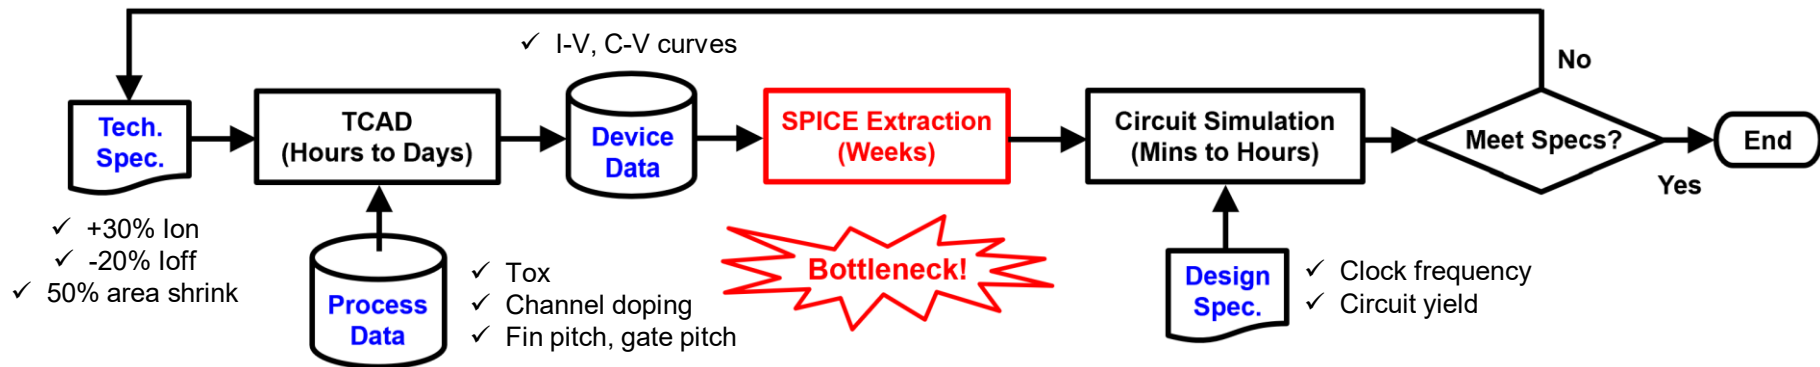 ✓ I-V, C-V curves
No
Tech.
Spec.
TCAD
(Hours to Days)
Device
Data
SPICE Extraction
(Weeks)
Circuit Simulation
(Mins to Hours)
Meet Specs?
End
Yes
✓ +30% Ion
✓ -20% Ioff
✓ 50% area shrink
Process
Data
✓ Tox
✓ Channel doping
✓ Fin pitch, gate pitch
Bottleneck!
Design
Spec.
✓ Clock frequency
✓ Circuit yield